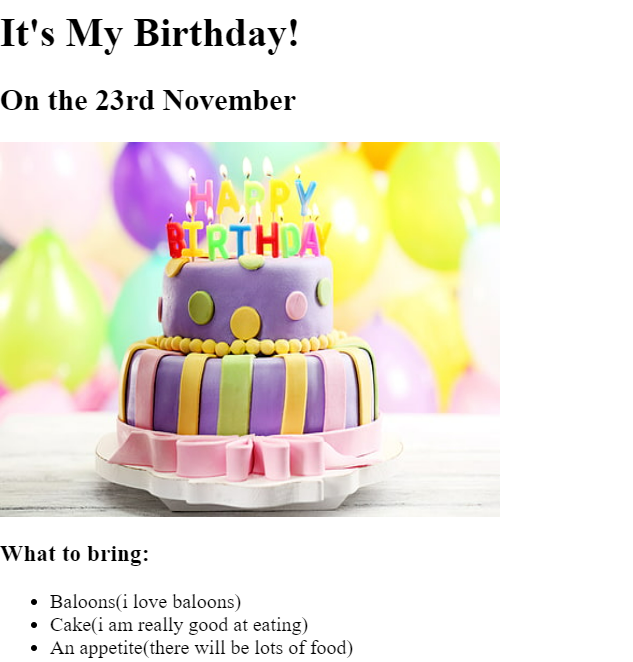 It's My Birthday!
On the 23rd November
HAPPY
BIRTHDAY
What to bring:
Baloons(i love baloons)
Cake(i am really good at eating)
An appetite(there will be lots of food)